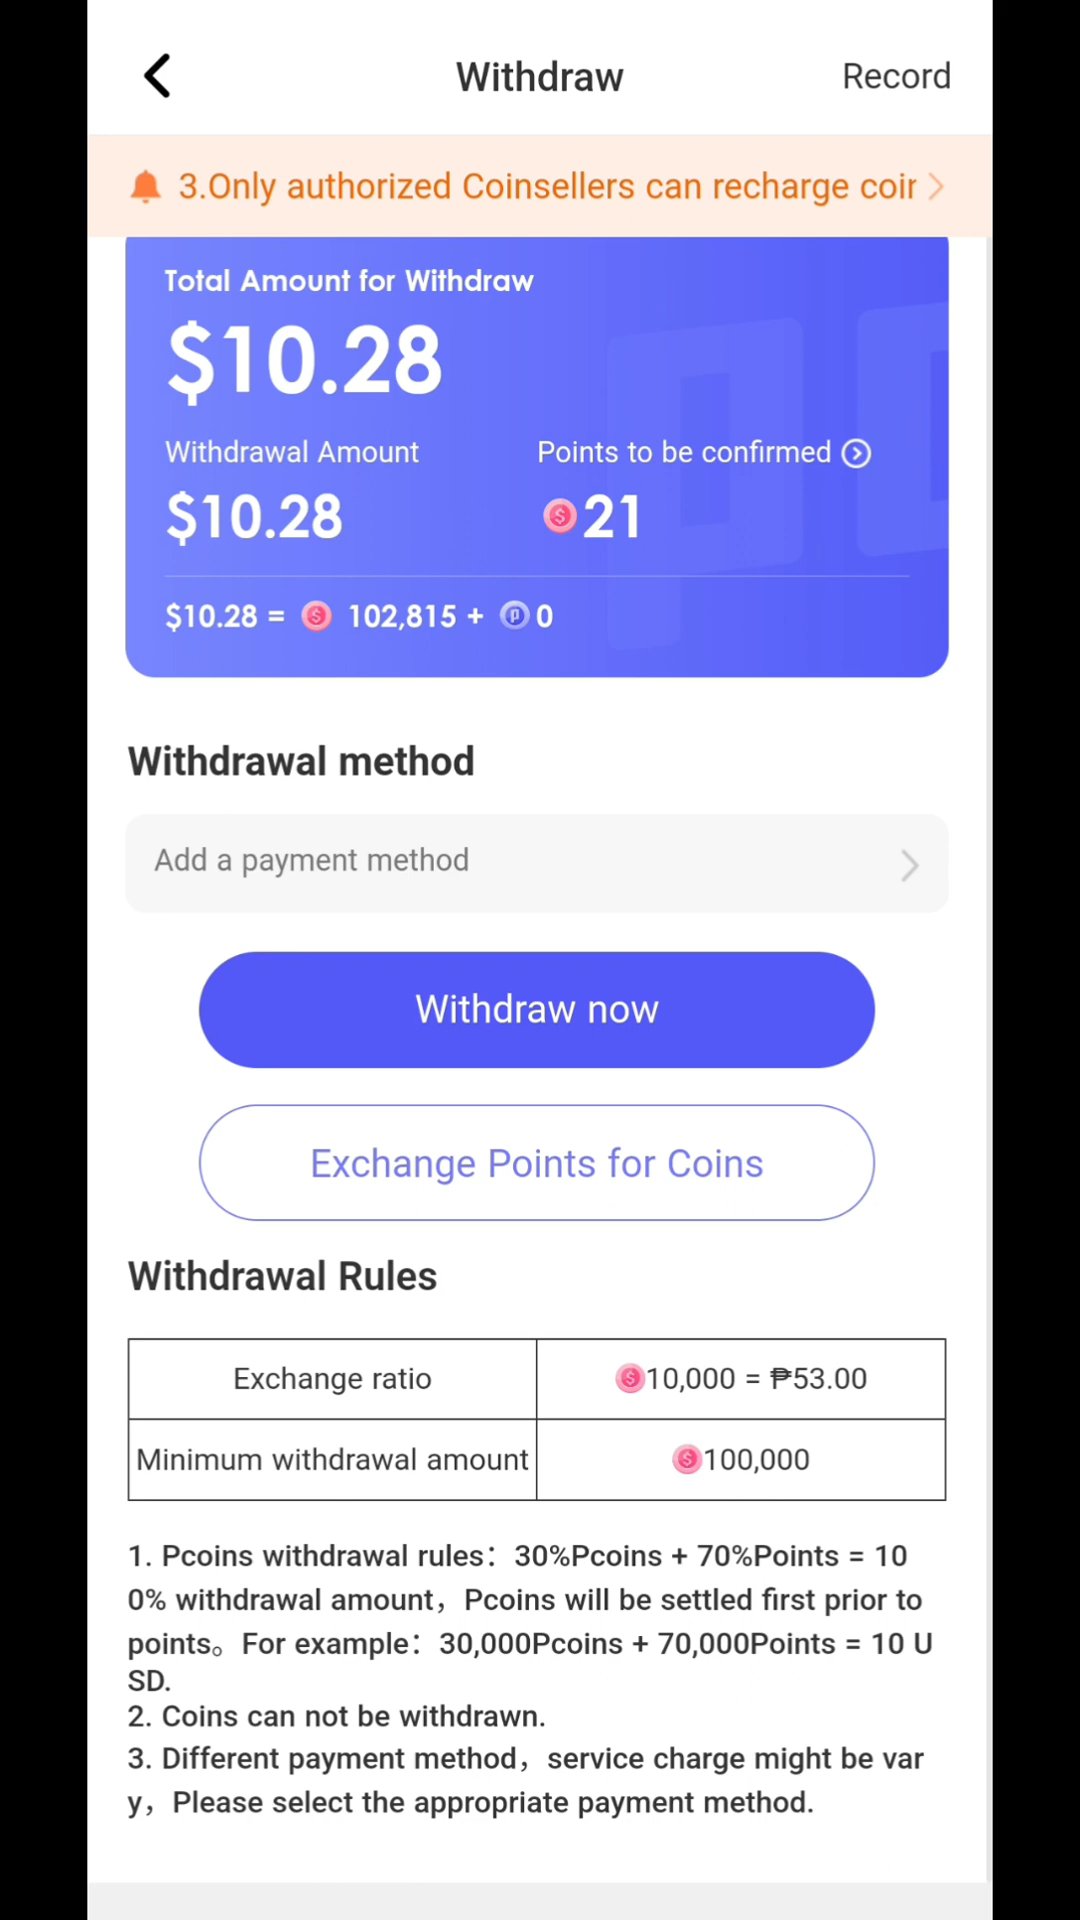 Withdraw
Record
3.Only authorized Coinsellers can recharge coin
Total Amount for Withdraw
$10.28
Withdrawal Amount
Points to be confirmed
$10.28
21
$10.28 = 102,815 + 0
Withdrawal method
Add a payment method
Withdraw now
Exchange Points for Coins
Withdrawal Rules
Exchange ratio
10,000 = ₱53.00
Minimum withdrawal amount
100,000
1. Pcoins withdrawal rules：30%Pcoins + 70%Points = 10
0% withdrawal amount，Pcoins will be settled first prior to
points。For example：30,000Pcoins + 70,000Points = 10 U
SD.
2. Coins can not be withdrawn.
3. Different payment method，service charge might be var
y，Please select the appropriate payment method.